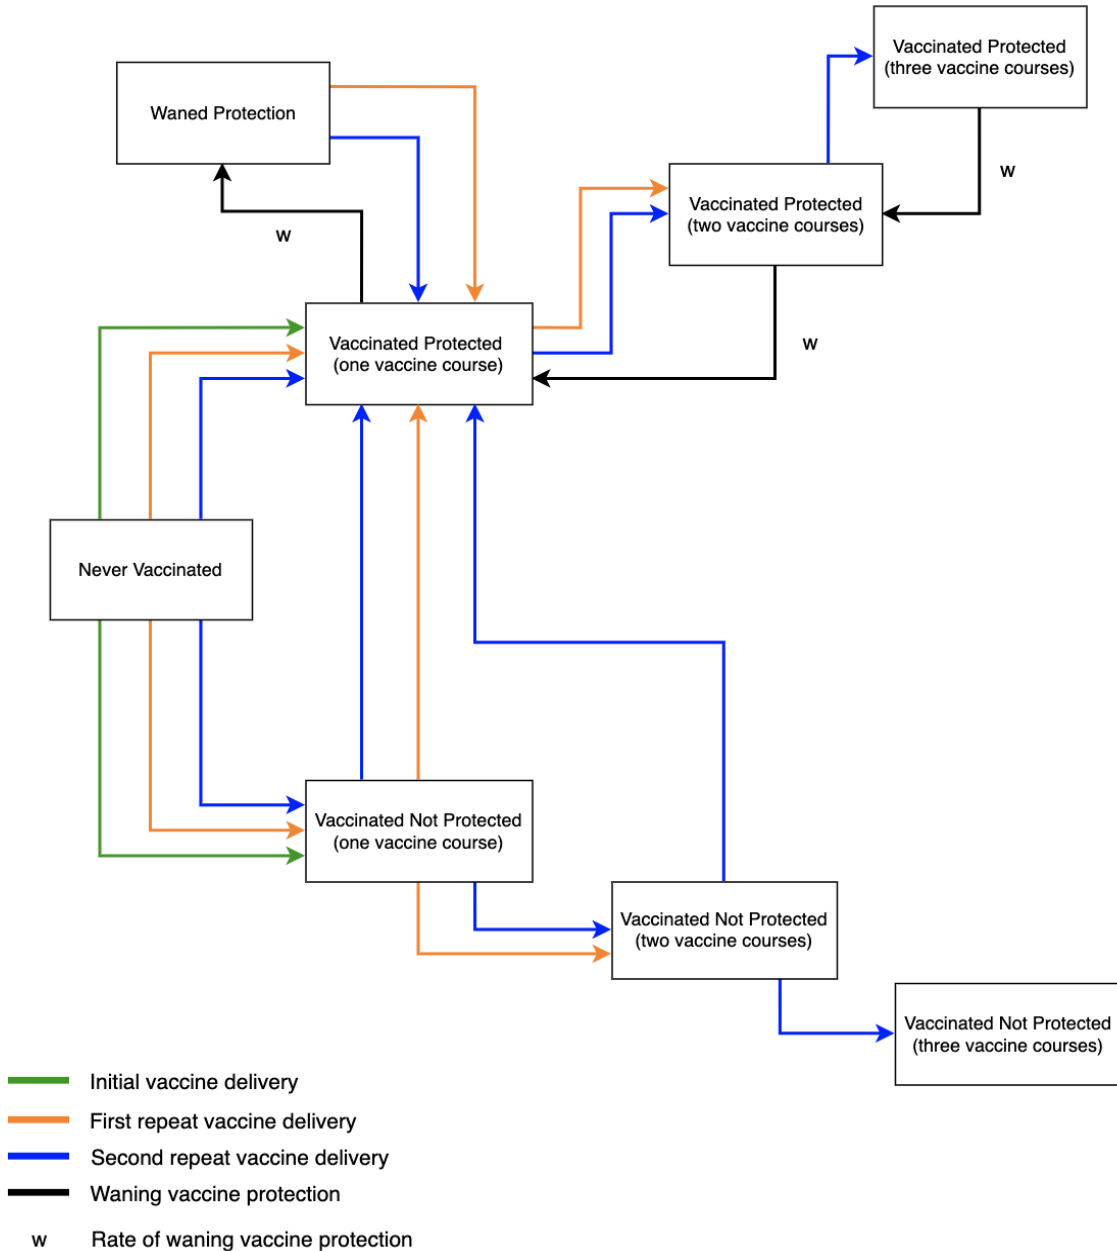 Vaccinated Protected
(three vaccine courses)
Waned Protection
w
Vaccinated Protected
(two vaccine courses)
w
Vaccinated Protected
(one vaccine course)
w
Never Vaccinated
Vaccinated Not Protected
(one vaccine course)
Vaccinated Not Protected
(two vaccine courses)
Vaccinated Not Protected
(three vaccine courses)
Initial vaccine delivery
First repeat vaccine delivery
Second repeat vaccine delivery
Waning vaccine protection
w Rate of waning vaccine protection